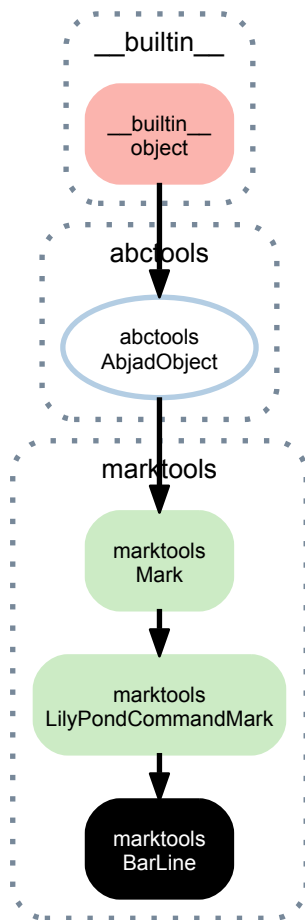 __builtin__
__builtin__
object
abctools
abctools
AbjadObject
marktools
marktools
Mark
marktools
LilyPondCommandMark
marktools
BarLine